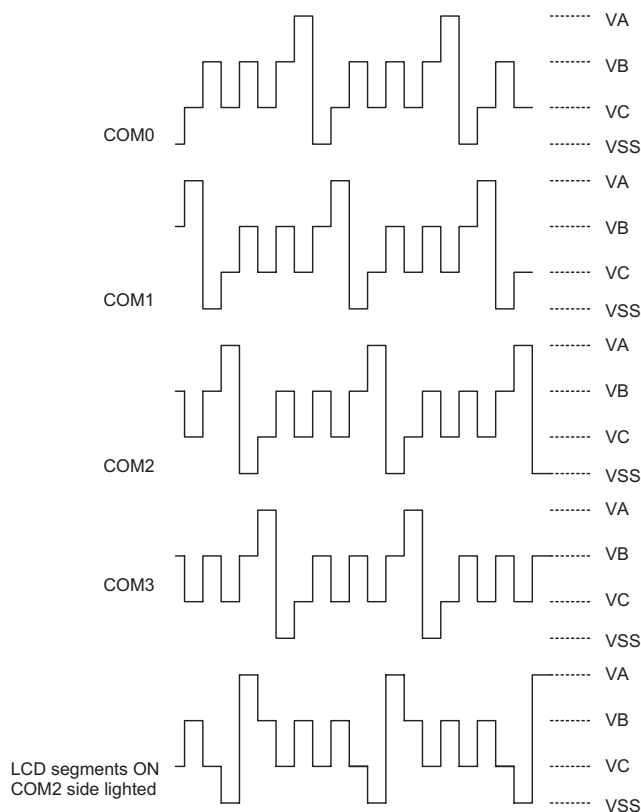 VA
VB
VC
COM0
VSS
VA
VB
VC
COM1
VSS
VA
VB
VC
COM2
VSS
VA
VB
COM3
VC
VSS
VA
VB
VC
LCD segments ON
COM2 side lighted
VSS